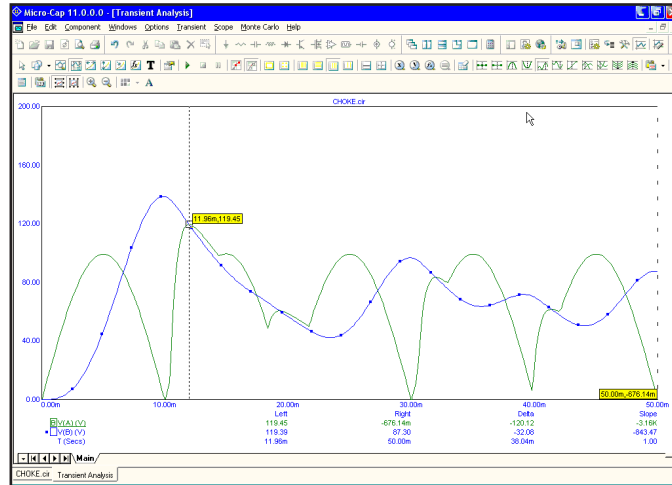 Micro-Cap 11.0.0.0 - [Transient Analysis]
File Edit Component Windows Options Transient Scope Monte Carlo Help
CHOKE.cir
200.00
160.00
120.00
80.00
40.00
0.00
11.96m,119.45
50.00m,-676.14m
0.00m 10.00m 20.00m 30.00m 40.00m 50.00m
Left Right Delta Slope
V(A) (V) 119.45 -676.14m -120.12 -3.16K
V(B) (V) 119.39 87.30 -32.08 -843.47
T (Secs) 11.96m 50.00m 38.04m 1.00
Main
CHOKE.cir Transient Analysis